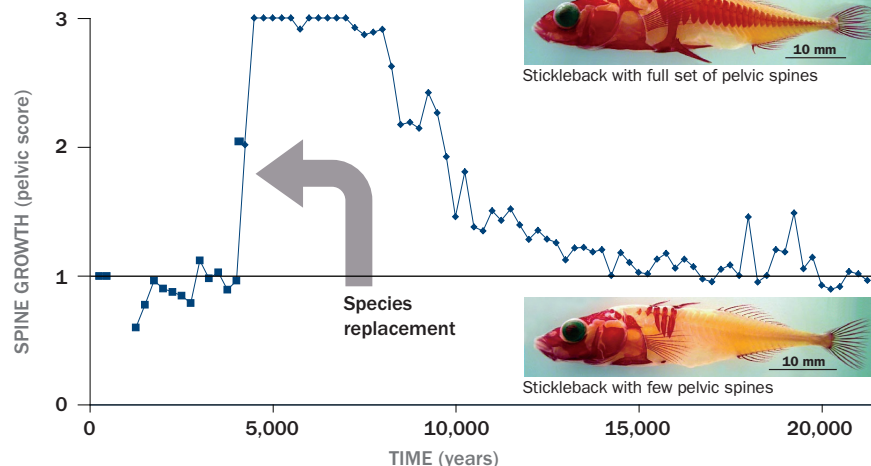 3
10 mm
Stickleback with full set of pelvic spines
2
SPINE GROWTH (pelvic score)
1
Species
replacement
10 mm
Stickleback with few pelvic spines
0
0
5,000
10,000
15,000
20,000
TIME (years)